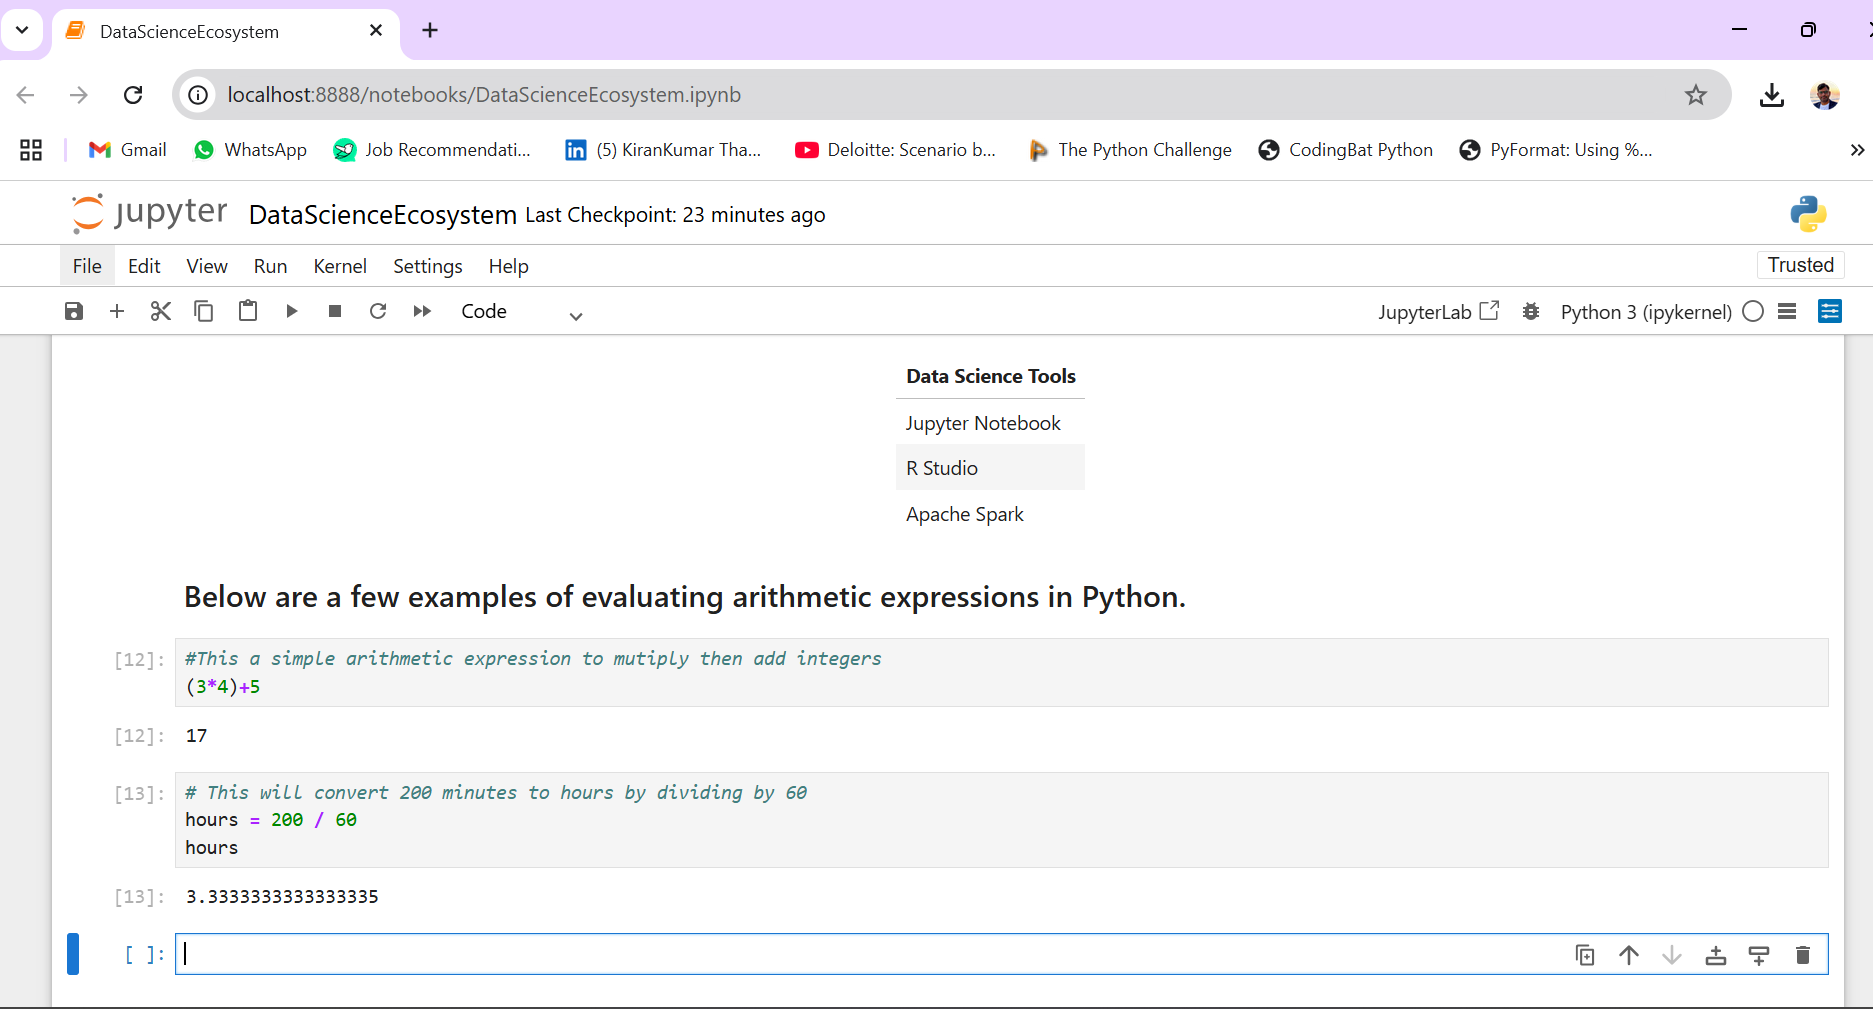 DataScienceEcosystem
localhost:8888/notebooks/DataScienceEcosystem.ipynb
Gmail WhatsApp Job Recommendati... (5) KiranKumar Tha... Deloitte: Scenario b... The Python Challenge CodingBat Python PyFormat: Using %...
jupyter DataScienceEcosystem Last Checkpoint: 23 minutes ago
File Edit View Run Kernel Settings Help Trusted
Code JupyterLab Python 3 (ipykernel)
Data Science Tools
Jupyter Notebook
R Studio
Apache Spark
Below are a few examples of evaluating arithmetic expressions in Python.
[12]: #This a simple arithmetic expression to mutiply then add integers
(3*4)+5
[12]: 17
[13]: # This will convert 200 minutes to hours by dividing by 60
hours = 200 / 60
hours
[13]: 3.3333333333333335
[ ]: